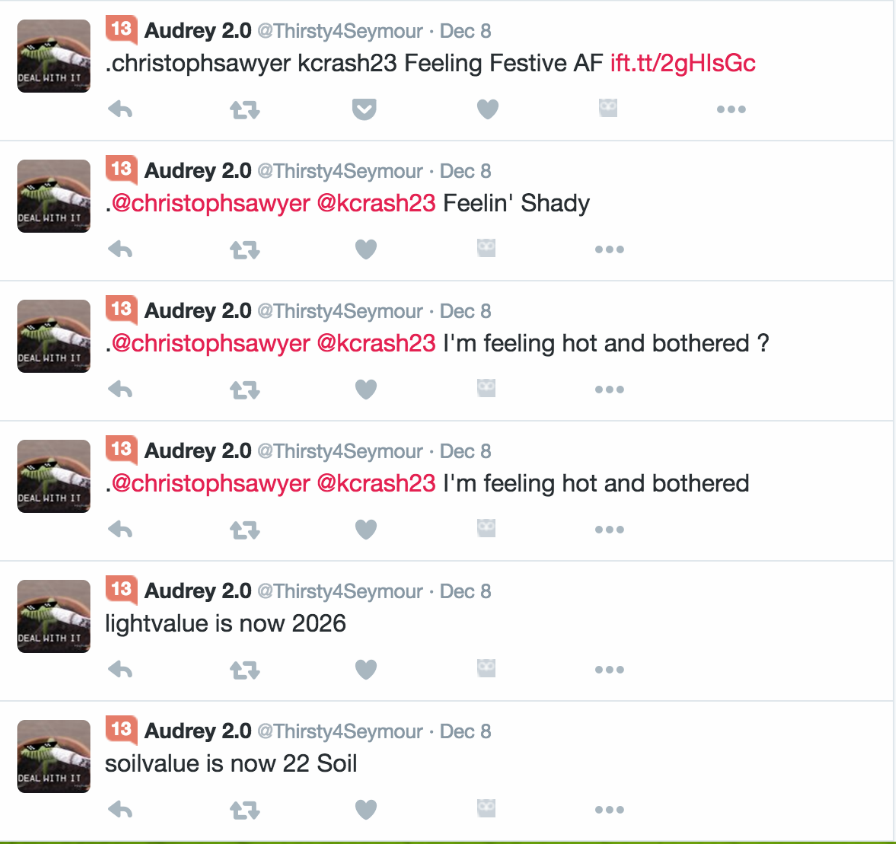 13 Audrey 2.0 @Thirsty4Seymour · Dec 8
.christophsawyer kcrash23 Feeling Festive AF ift.tt/2gHlsGc
DEAL WITH IT
13 Audrey 2.0 @Thirsty4Seymour · Dec 8
.@christophsawyer @kcrash23 Feelin' Shady
DEAL WITH IT
13 Audrey 2.0 @Thirsty4Seymour · Dec 8
.@christophsawyer @kcrash23 I'm feeling hot and bothered ?
DEAL WITH IT
13 Audrey 2.0 @Thirsty4Seymour · Dec 8
.@christophsawyer @kcrash23 I'm feeling hot and bothered
DEAL WITH IT
13 Audrey 2.0 @Thirsty4Seymour · Dec 8
lightvalue is now 2026
DEAL WITH IT
13 Audrey 2.0 @Thirsty4Seymour · Dec 8
soilvalue is now 22 Soil
DEAL WITH IT